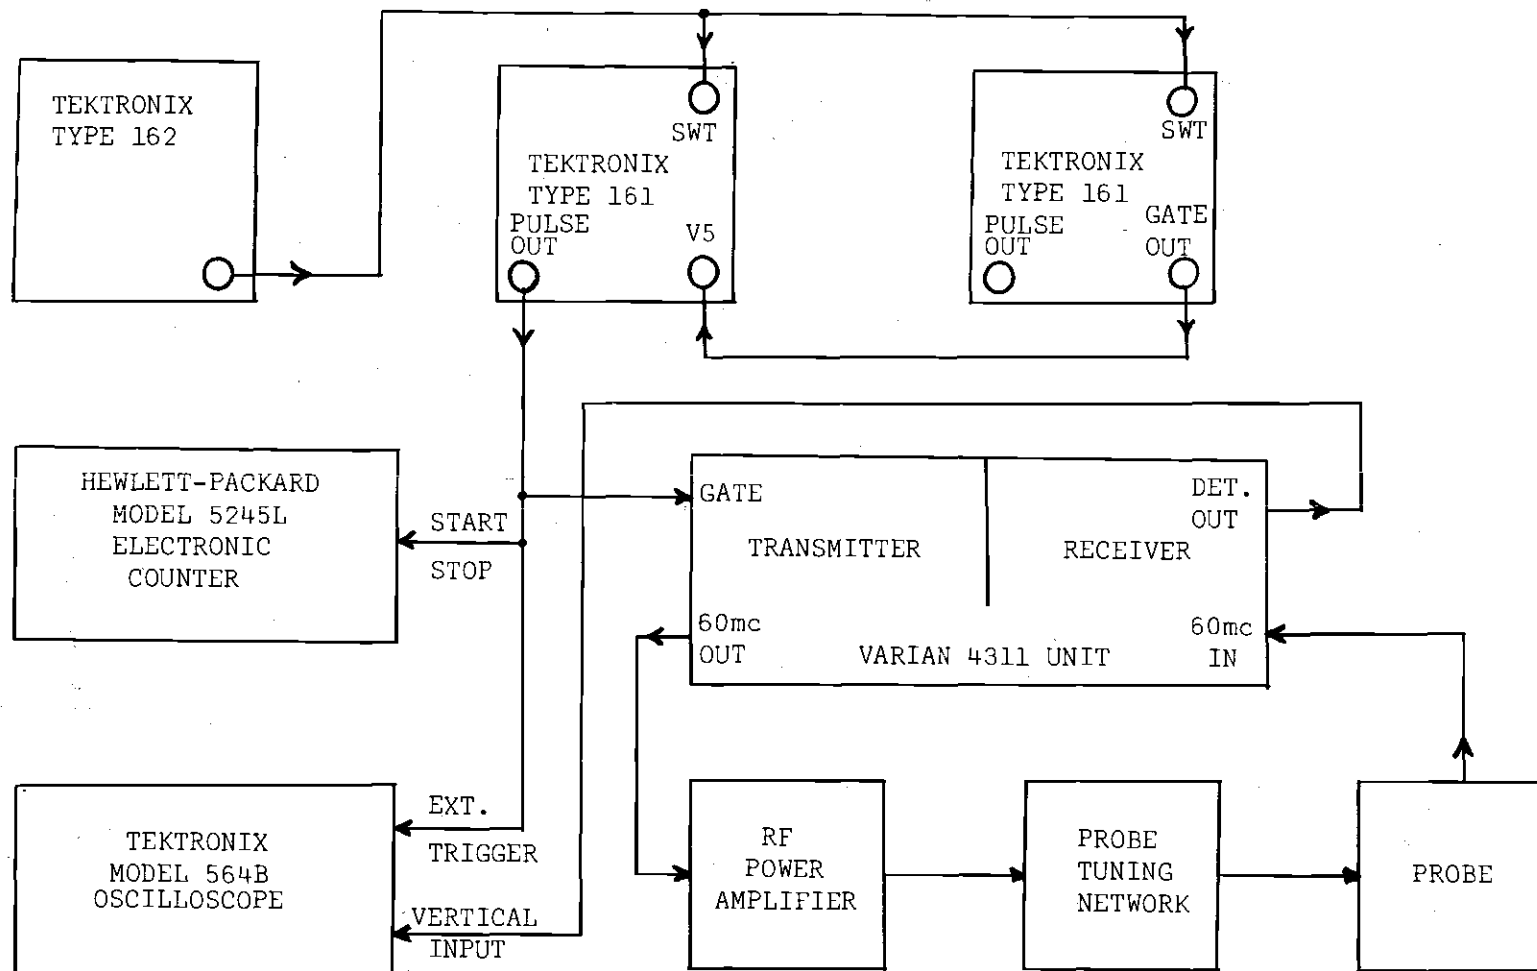 TEKTRONIX
TYPE 162
SWT
TEKTRONIX
TYPE 161
PULSE
OUT
V5
SWT
TEKTRONIX
TYPE 161
PULSE
OUT
GATE
OUT
HEWLETT-PACKARD
MODEL 5245L
ELECTRONIC
COUNTER
START
STOP
GATE
TRANSMITTER
DET.
OUT
RECEIVER
60mc
OUT
VARIAN 4311 UNIT
60mc
IN
TEKTRONIX
MODEL 564B
OSCILLOSCOPE
EXT.
TRIGGER
VERTICAL
INPUT
RF
POWER
AMPLIFIER
PROBE
TUNING
NETWORK
PROBE